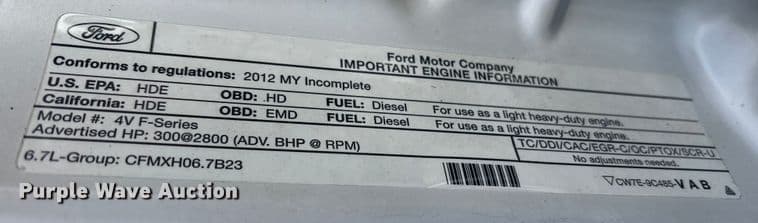 Ford
Ford Motor Company
IMPORTANT ENGINE INFORMATION
Conforms to regulations: 2012 MY Incomplete
U.S. EPA: HDE OBD: .HD FUEL: Diesel For use as a light heavy-duty engine.
California: HDE OBD: EMD FUEL: Diesel For use as a light heavy-duty engine.
Model #: 4V F-Series TC/DDI/CAC/EGR-C/OC/PTOX/SCR-U
Advertised HP: 300@2800 (ADV. BHP @ RPM) No adjustments needed.
6.7L-Group: CFMXH06.7B23
CW7E-9C485-VAB
Purple Wave Auction